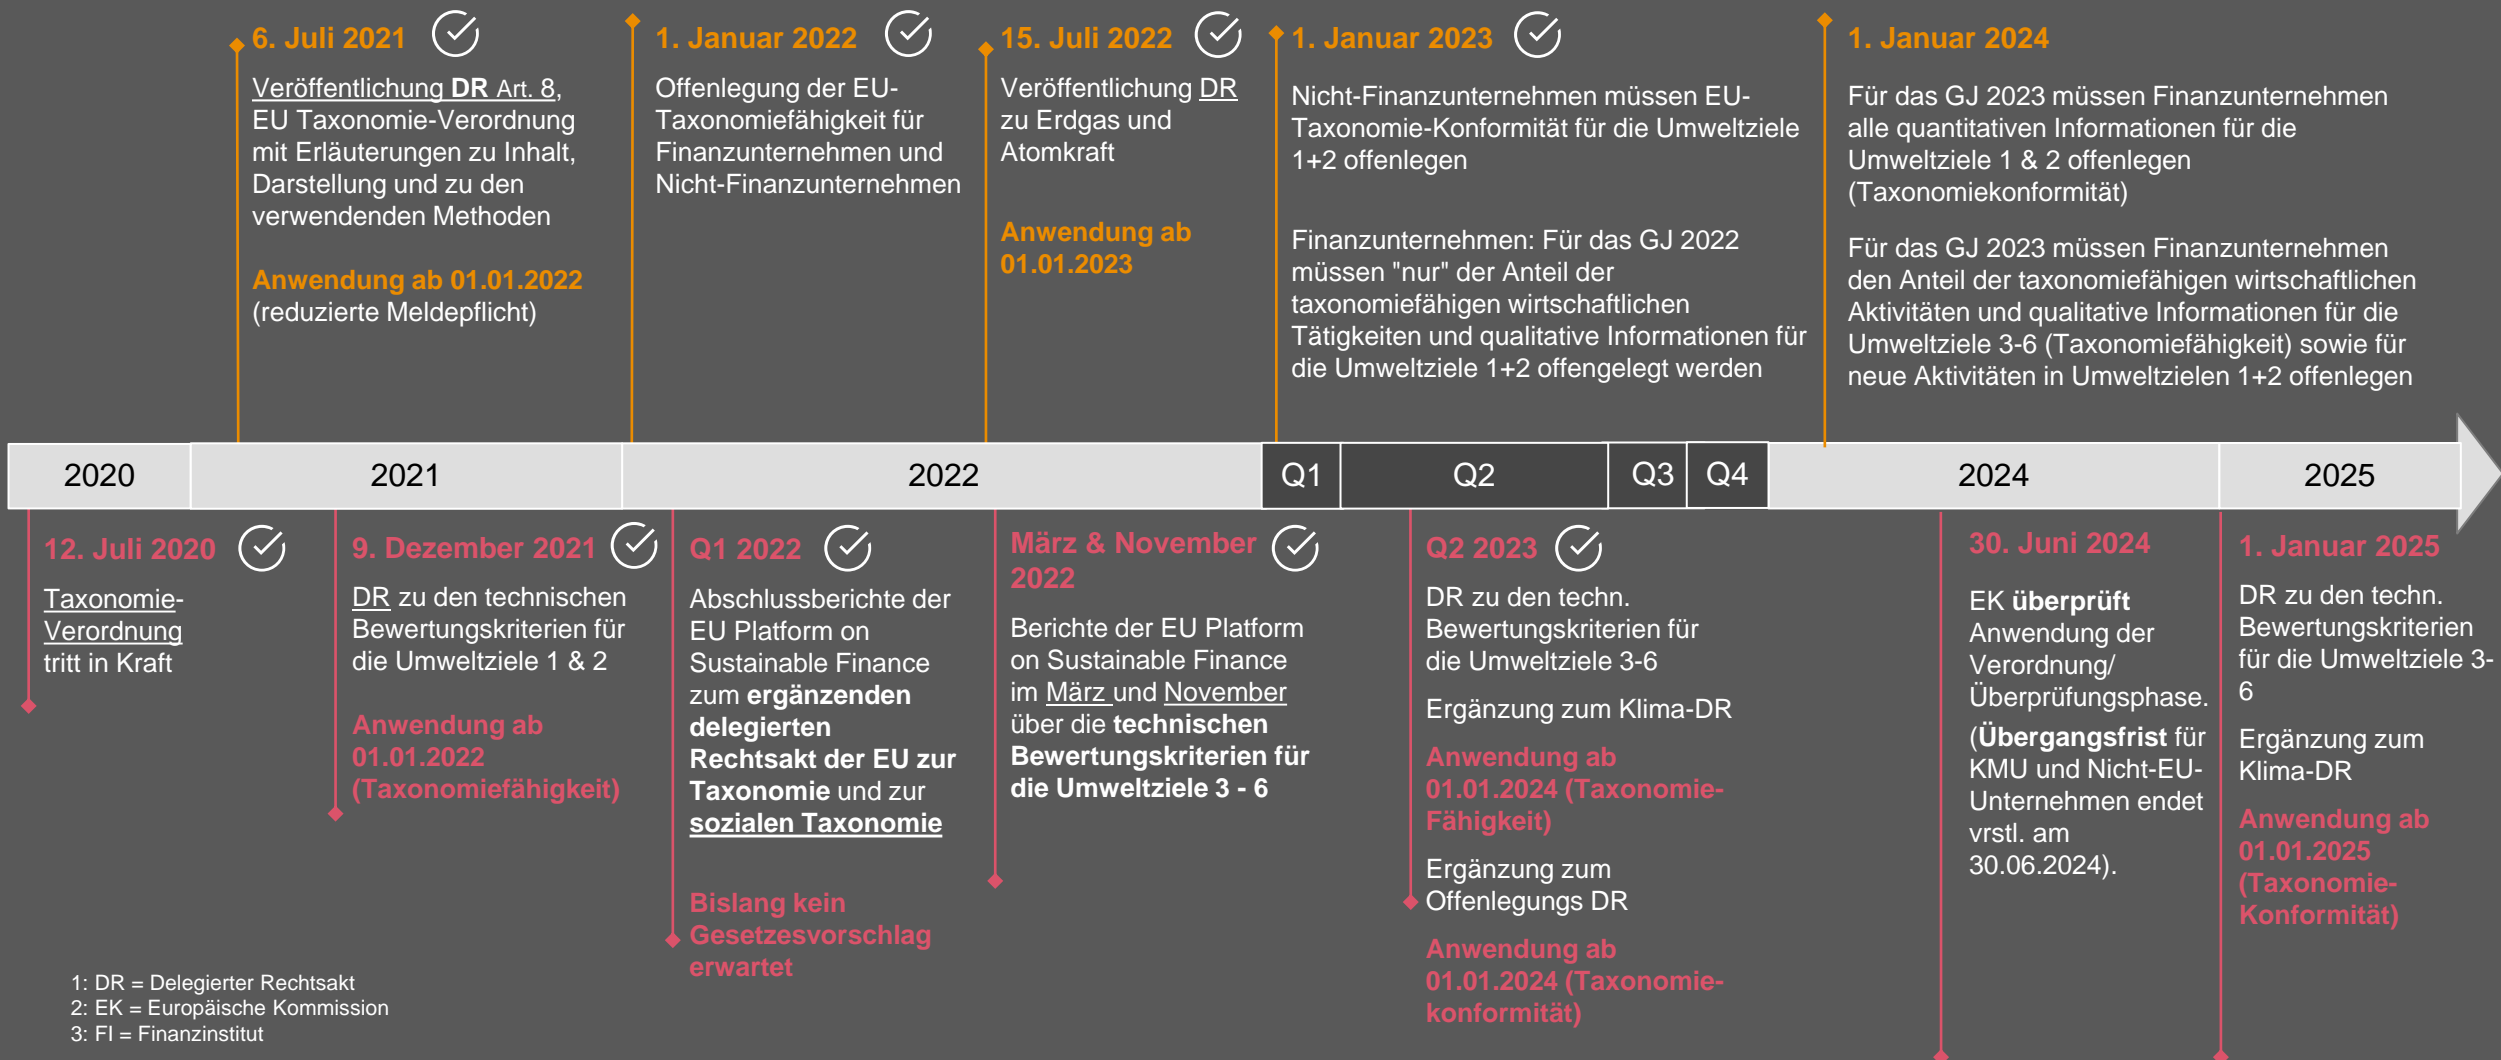 6. Juli 2021
Veröffentlichung DR Art. 8,
EU Taxonomie-Verordnung
mit Erläuterungen zu Inhalt,
Darstellung und zu den
verwendenden Methoden
Anwendung ab 01.01.2022
(reduzierte Meldepflicht)
1. Januar 2022
Offenlegung der EU-
Taxonomiefähigkeit für
Finanzunternehmen und
Nicht-Finanzunternehmen
15. Juli 2022
Veröffentlichung DR
zu Erdgas und
Atomkraft
Anwendung ab
01.01.2023
1. Januar 2023
Nicht-Finanzunternehmen müssen EU-
Taxonomie-Konformität für die Umweltziele
1+2 offenlegen
Finanzunternehmen: Für das GJ 2022
müssen "nur" der Anteil der
taxonomiefähigen wirtschaftlichen
Tätigkeiten und qualitative Informationen für
die Umweltziele 1+2 offengelegt werden
1. Januar 2024
Für das GJ 2023 müssen Finanzunternehmen
alle quantitativen Informationen für die
Umweltziele 1 & 2 offenlegen
(Taxonomiekonformität)
Für das GJ 2023 müssen Finanzunternehmen
den Anteil der taxonomiefähigen wirtschaftlichen
Aktivitäten und qualitative Informationen für die
Umweltziele 3-6 (Taxonomiefähigkeit) sowie für
neue Aktivitäten in Umweltzielen 1+2 offenlegen
2020
2021
2022
Q1
Q2
Q3
Q4
2024
2025
12. Juli 2020
Taxonomie-
Verordnung
tritt in Kraft
9. Dezember 2021
DR zu den technischen
Bewertungskriterien für
die Umweltziele 1 & 2
Anwendung ab
01.01.2022
(Taxonomiefähigkeit)
Q1 2022
Abschlussberichte der
EU Platform on
Sustainable Finance
zum ergänzenden
delegierten
Rechtsakt der EU zur
Taxonomie und zur
sozialen Taxonomie
Bislang kein
Gesetzesvorschlag
erwartet
März & November
2022
Berichte der EU Platform
on Sustainable Finance
im März und November
über die technischen
Bewertungskriterien für
die Umweltziele 3 - 6
Q2 2023
DR zu den techn.
Bewertungskriterien für
die Umweltziele 3-6
Ergänzung zum Klima-DR
Anwendung ab
01.01.2024 (Taxonomie-
Fähigkeit)
Ergänzung zum
Offenlegungs DR
Anwendung ab
01.01.2024 (Taxonomie-
konformität)
30. Juni 2024
EK überprüft
Anwendung der
Verordnung/
Überprüfungsphase.
(Übergangsfrist für
KMU und Nicht-EU-
Unternehmen endet
vrstl. am
30.06.2024).
1. Januar 2025
DR zu den techn.
Bewertungskriterien
für die Umweltziele 3-
6
Ergänzung zum
Klima-DR
Anwendung ab
01.01.2025
(Taxonomie-
Konformität)
1: DR = Delegierter Rechtsakt
2: EK = Europäische Kommission
3: FI = Finanzinstitut